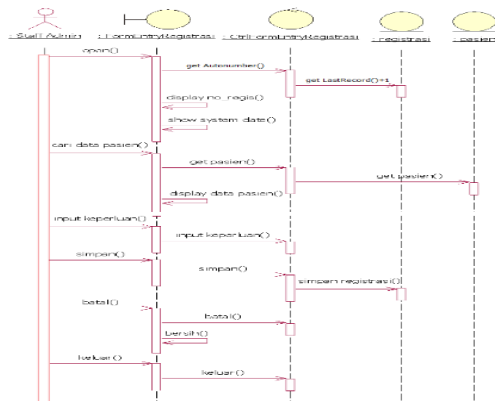 : Staff Admin
: FormEntryRegistrasi
: CtrlFormEntryRegistrasi
: registrasi
: pasien
open()
get Autonumber()
get LastRecord()+1
display no_regis()
show system date()
cari data pasien()
get pasien()
get pasien()
display data pasien()
input keperluan()
input keperluan()
simpan()
simpan()
simpan registrasi()
batal()
batal()
bersih()
keluar()
keluar()